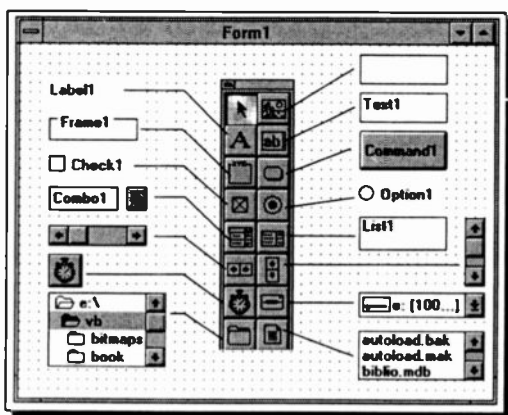 Form1
Label1
Frame1
Check1
Combo1
e:\
vb
bitmaps
book
A
ab
Text1
Command1
Option1
List1
e: [100...]
autoload.bak
autoload.mak
biblio.mdb